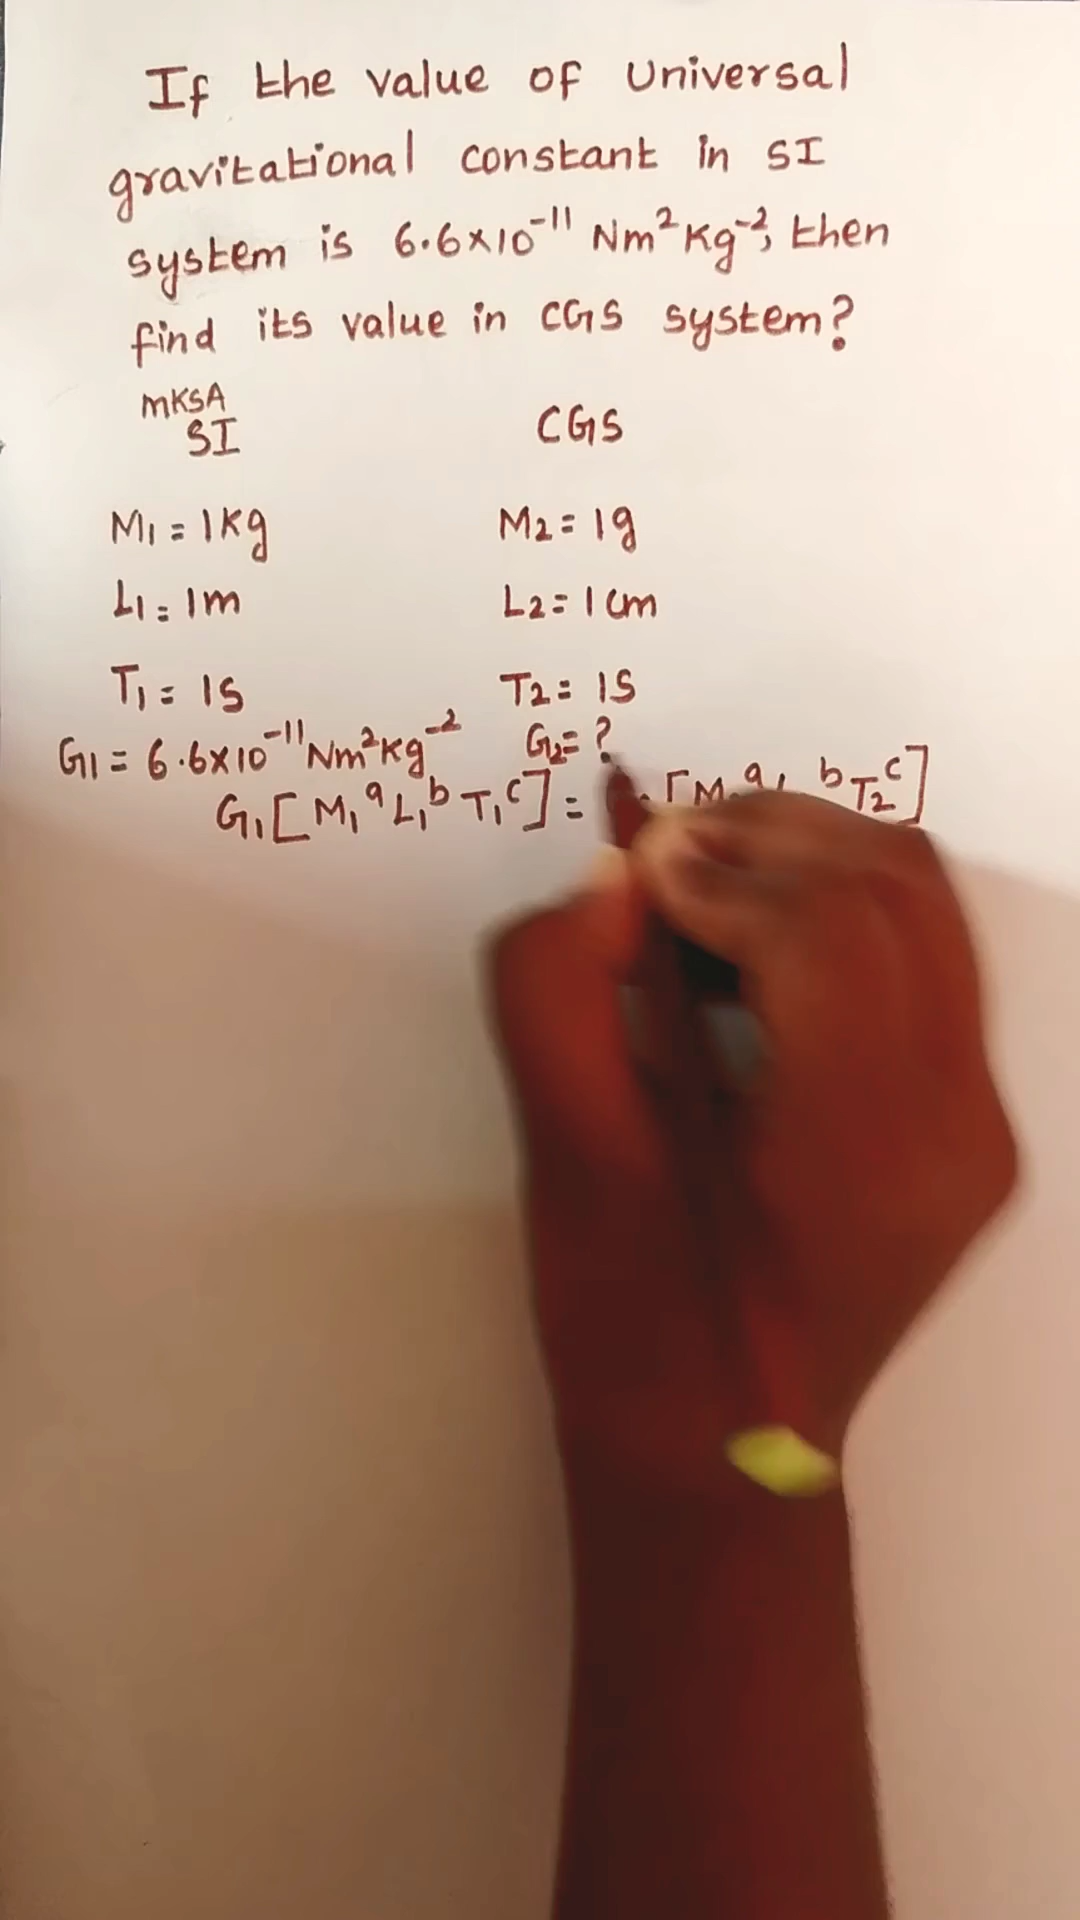 If the value of Universal
gravitational constant in SI
system is 6.6×10⁻¹¹ Nm²Kg⁻², then
find its value in CGS system?
MKSA
SI
CGS
M₁ = 1Kg
M₂ = 1g
L₁ = 1m
L₂ = 1cm
T₁ = 1s
T₂ = 1s
G₁ = 6.6×10⁻¹¹ Nm²Kg⁻²
G₂ = ?
G₁[M₁ᵃ L₁ᵇ T₁ᶜ] = [M ᵃ L ᵇ T₂ᶜ]